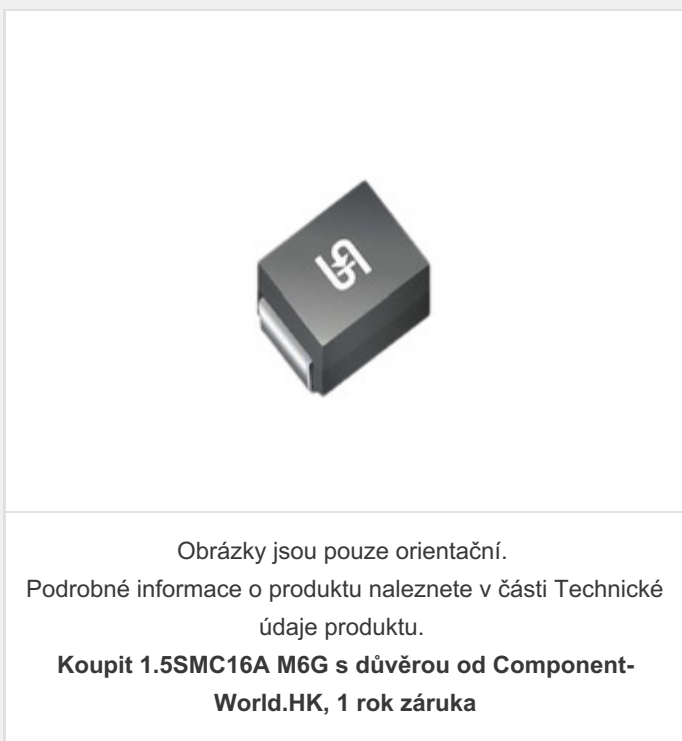 Obrázky jsou pouze orientační.
Podrobné informace o produktu naleznete v části Technické
údaje produktu.
Koupit 1.5SMC16A M6G s důvěrou od Component-
World.HK, 1 rok záruka